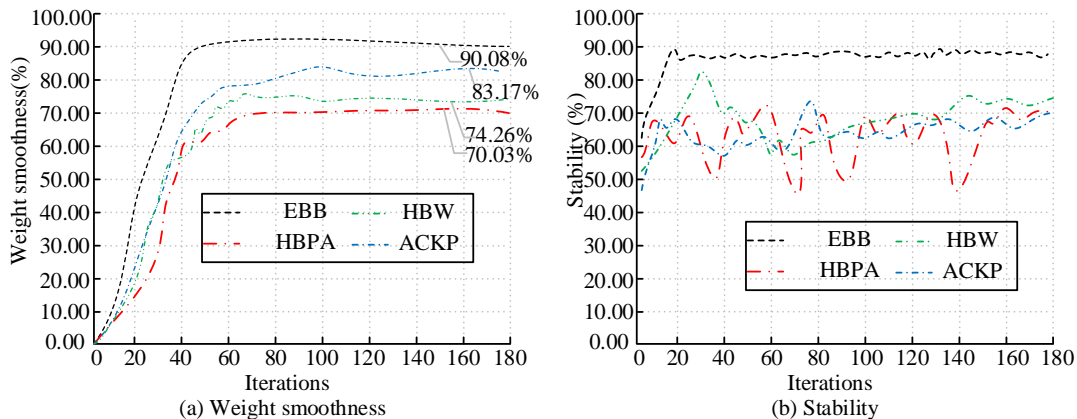 Weight smoothness(%)
100.00
90.00
80.00
70.00
60.00
50.00
40.00
30.00
20.00
10.00
0.00
0 20 40 60 80 100 120 140 160 180
Iterations
90.08%
83.17%
74.26%
70.03%
EBB HBW
HBPA ACKP
(a) Weight smoothness
Stability (%)
100.00
90.00
80.00
70.00
60.00
50.00
40.00
30.00
20.00
10.00
0.00
0 20 40 60 80 100 120 140 160 180
Iterations
EBB HBW
HBPA ACKP
(b) Stability